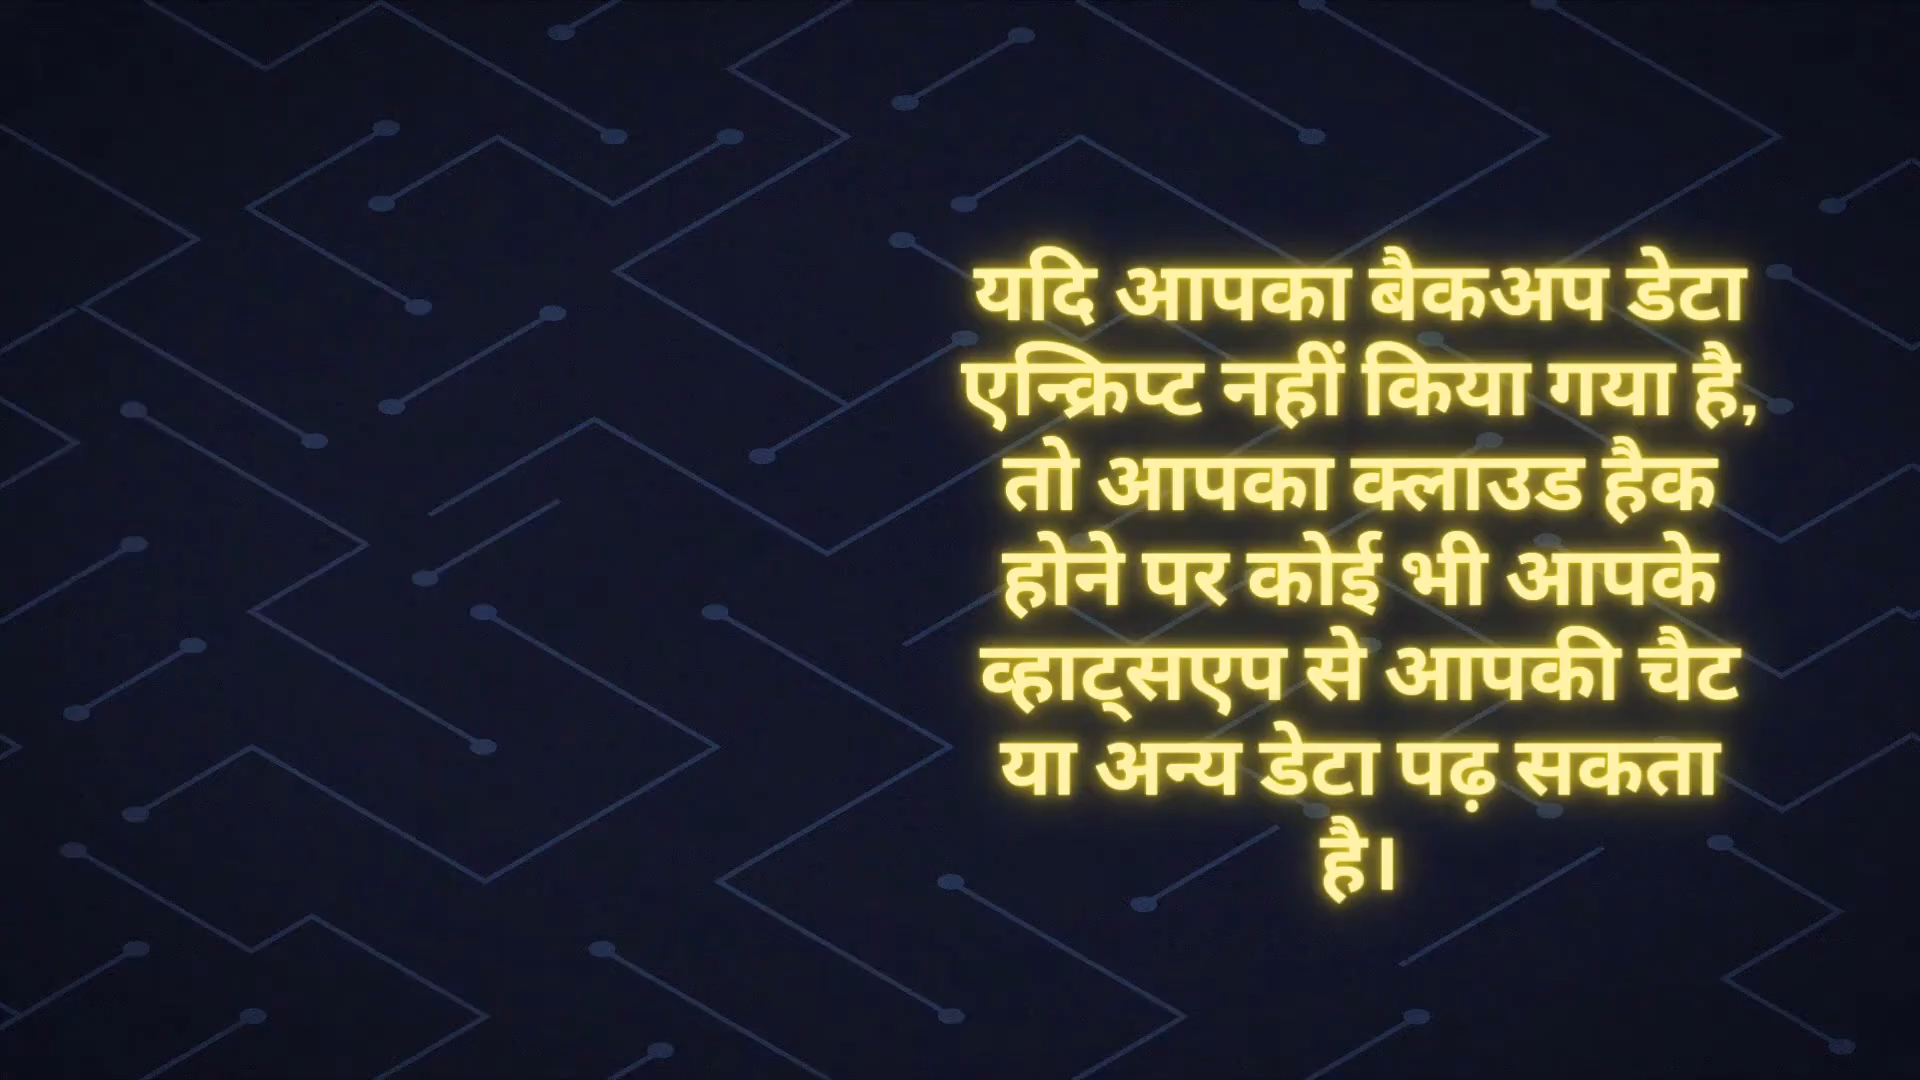 यदि आपका बैकअप डेटा
एन्क्रिप्ट नहीं किया गया है,
तो आपका क्लाउड हैक
होने पर कोई भी आपके
व्हाट्सएप से आपकी चैट
या अन्य डेटा पढ़ सकता
है।